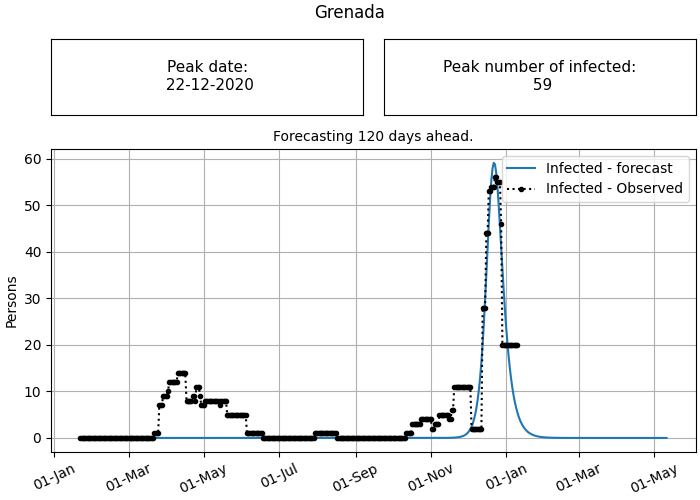 Grenada
Peak date:
22-12-2020
Peak number of infected:
59
Forecasting 120 days ahead.
Infected - forecast
Infected - Observed
Persons
60
50
40
30
20
10
0
01-Jan
01-Mar
01-May
01-Jul
01-Sep
01-Nov
01-Jan
01-Mar
01-May